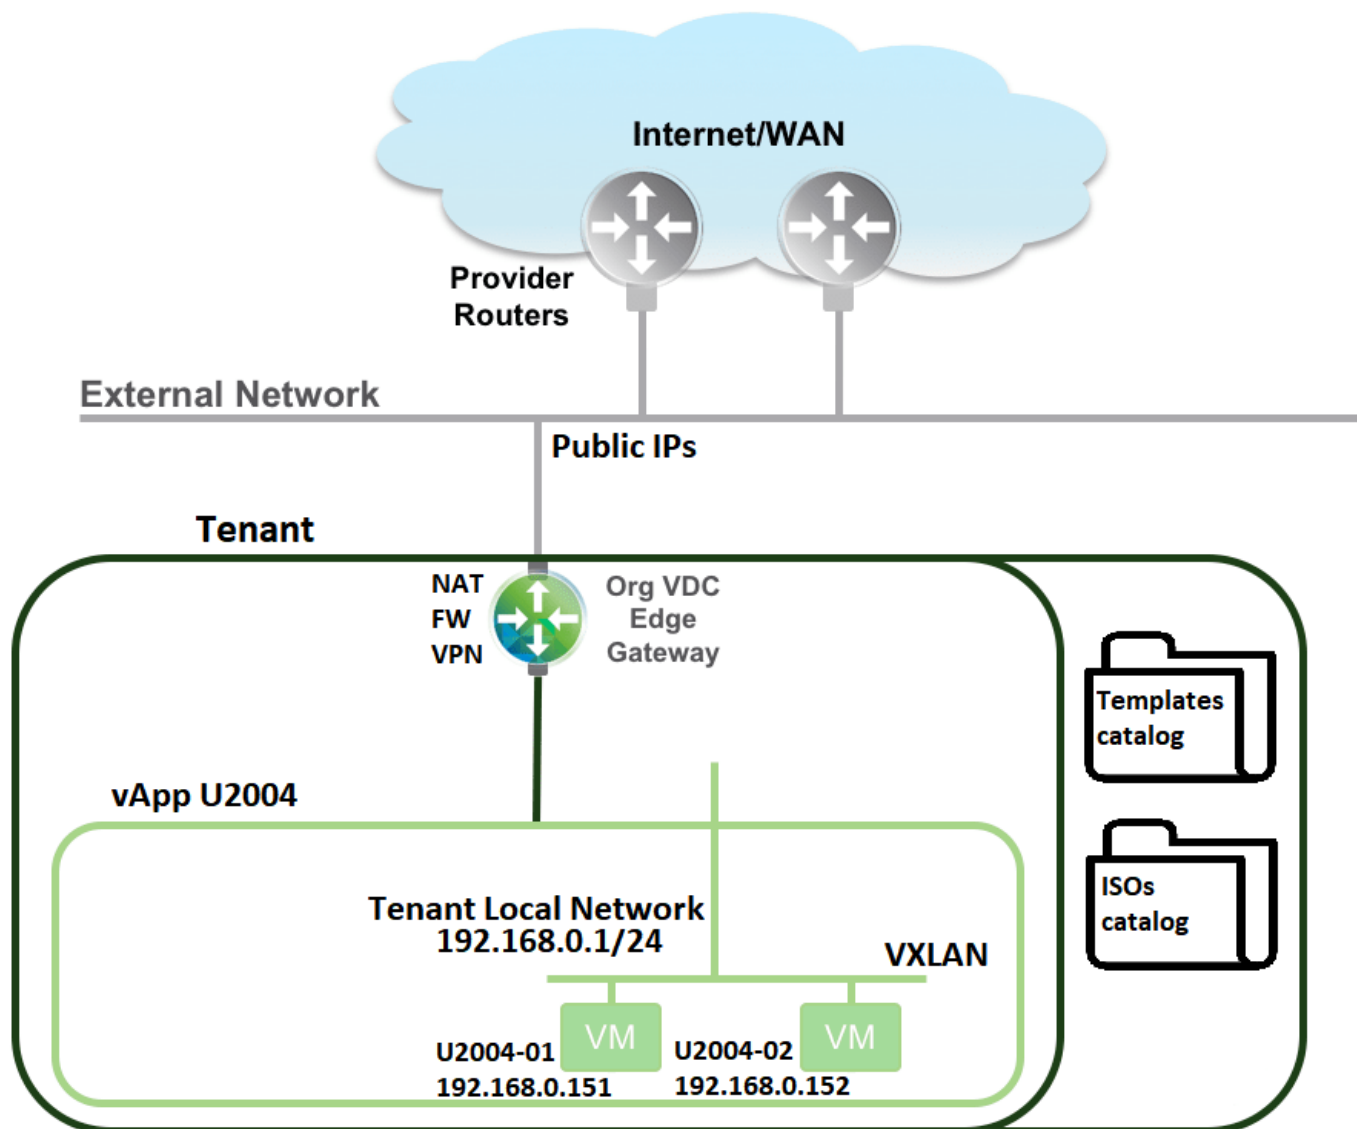 Internet/WAN
Provider
Routers
External Network
Public IPs
Tenant
NAT
FW
VPN
Org VDC
Edge
Gateway
Templates
catalog
vApp U2004
ISOs
catalog
Tenant Local Network
192.168.0.1/24
VXLAN
VM
VM
U2004-01
192.168.0.151
U2004-02
192.168.0.152